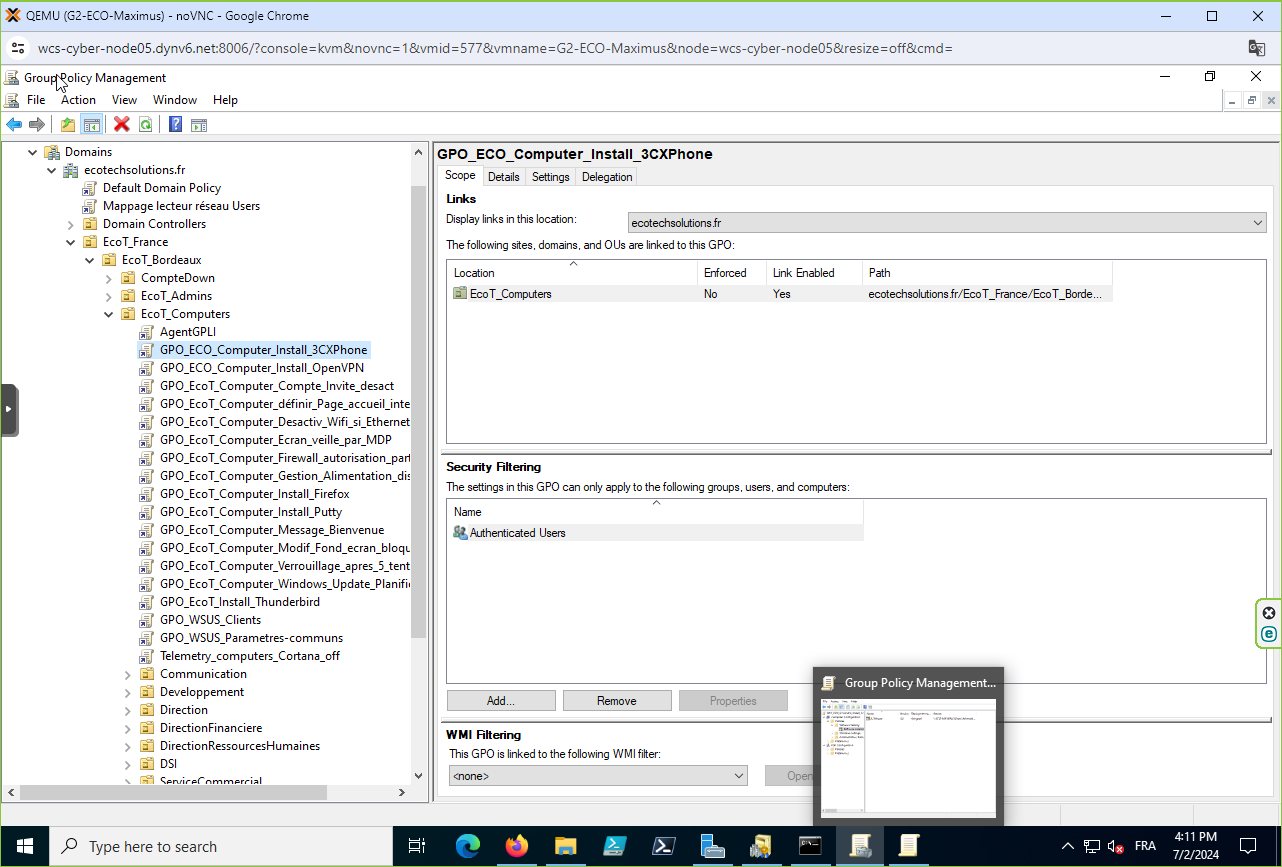 QEMU (G2-ECO-Maximus) - noVNC - Google Chrome
wcs-cyber-node05.dynv6.net:8006/?console=kvm&novnc=1&vmid=577&vmname=G2-ECO-Maximus&node=wcs-cyber-node05&resize=off&cmd=
Group Policy Management
File Action View Window Help
Domains
ecotechsolutions.fr
Default Domain Policy
Mappage lecteur réseau Users
Domain Controllers
EcoT_France
EcoT_Bordeaux
CompteDown
EcoT_Admins
EcoT_Computers
AgentGPLI
GPO_ECO_Computer_Install_3CXPhone
GPO_ECO_Computer_Install_OpenVPN
GPO_EcoT_Computer_Compte_Invite_desact
GPO_EcoT_Computer_définir_Page_accueil_inte
GPO_EcoT_Computer_Desactiv_Wifi_si_Ethernet
GPO_EcoT_Computer_Ecran_veille_par_MDP
GPO_EcoT_Computer_Firewall_autorisation_part
GPO_EcoT_Computer_Gestion_Alimentation_dis
GPO_EcoT_Computer_Install_Firefox
GPO_EcoT_Computer_Install_Putty
GPO_EcoT_Computer_Message_Bienvenue
GPO_EcoT_Computer_Modif_Fond_ecran_bloqu
GPO_EcoT_Computer_Verrouillage_apres_5_tent
GPO_EcoT_Computer_Windows_Update_Planifi
GPO_EcoT_Install_Thunderbird
GPO_WSUS_Clients
GPO_WSUS_Parametres-communs
Telemetry_computers_Cortana_off
Communication
Developpement
Direction
DirectionFinanciere
DirectionRessourcesHumaines
DSI
ServiceCommercial
GPO_ECO_Computer_Install_3CXPhone
Scope Details Settings Delegation
Links
Display links in this location: ecotechsolutions.fr
The following sites, domains, and OUs are linked to this GPO:
Location Enforced Link Enabled Path
EcoT_Computers No Yes ecotechsolutions.fr/EcoT_France/EcoT_Borde...
Security Filtering
The settings in this GPO can only apply to the following groups, users, and computers:
Name
Authenticated Users
Add... Remove Properties
WMI Filtering
This GPO is linked to the following WMI filter:
<none> Open
Group Policy Management...
Type here to search
FRA
4:11 PM
7/2/2024